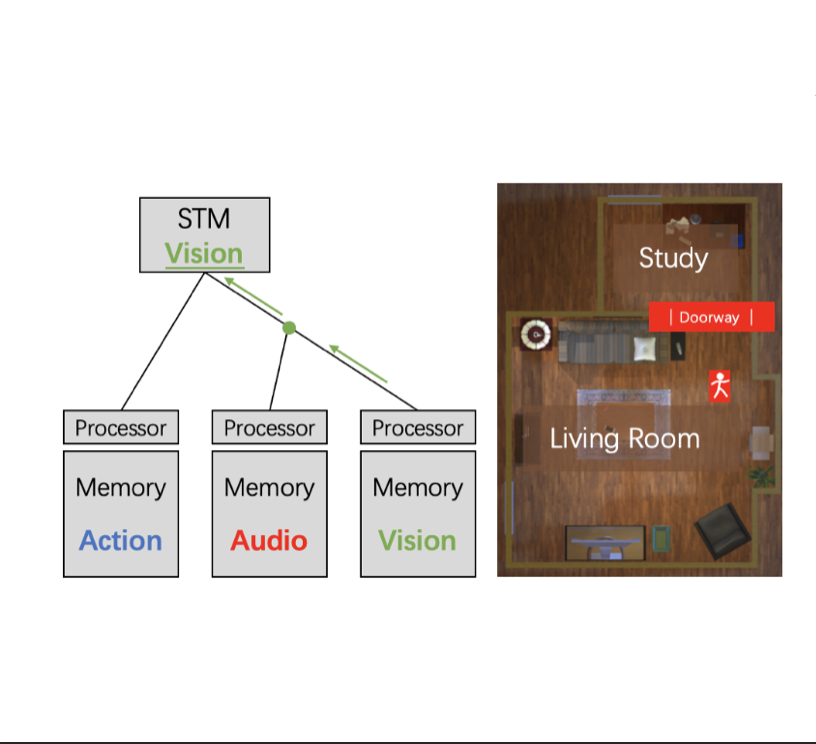 STM
Vision
Processor
Processor
Processor
Memory
Action
Memory
Audio
Memory
Vision
Study
| Doorway |
Living Room